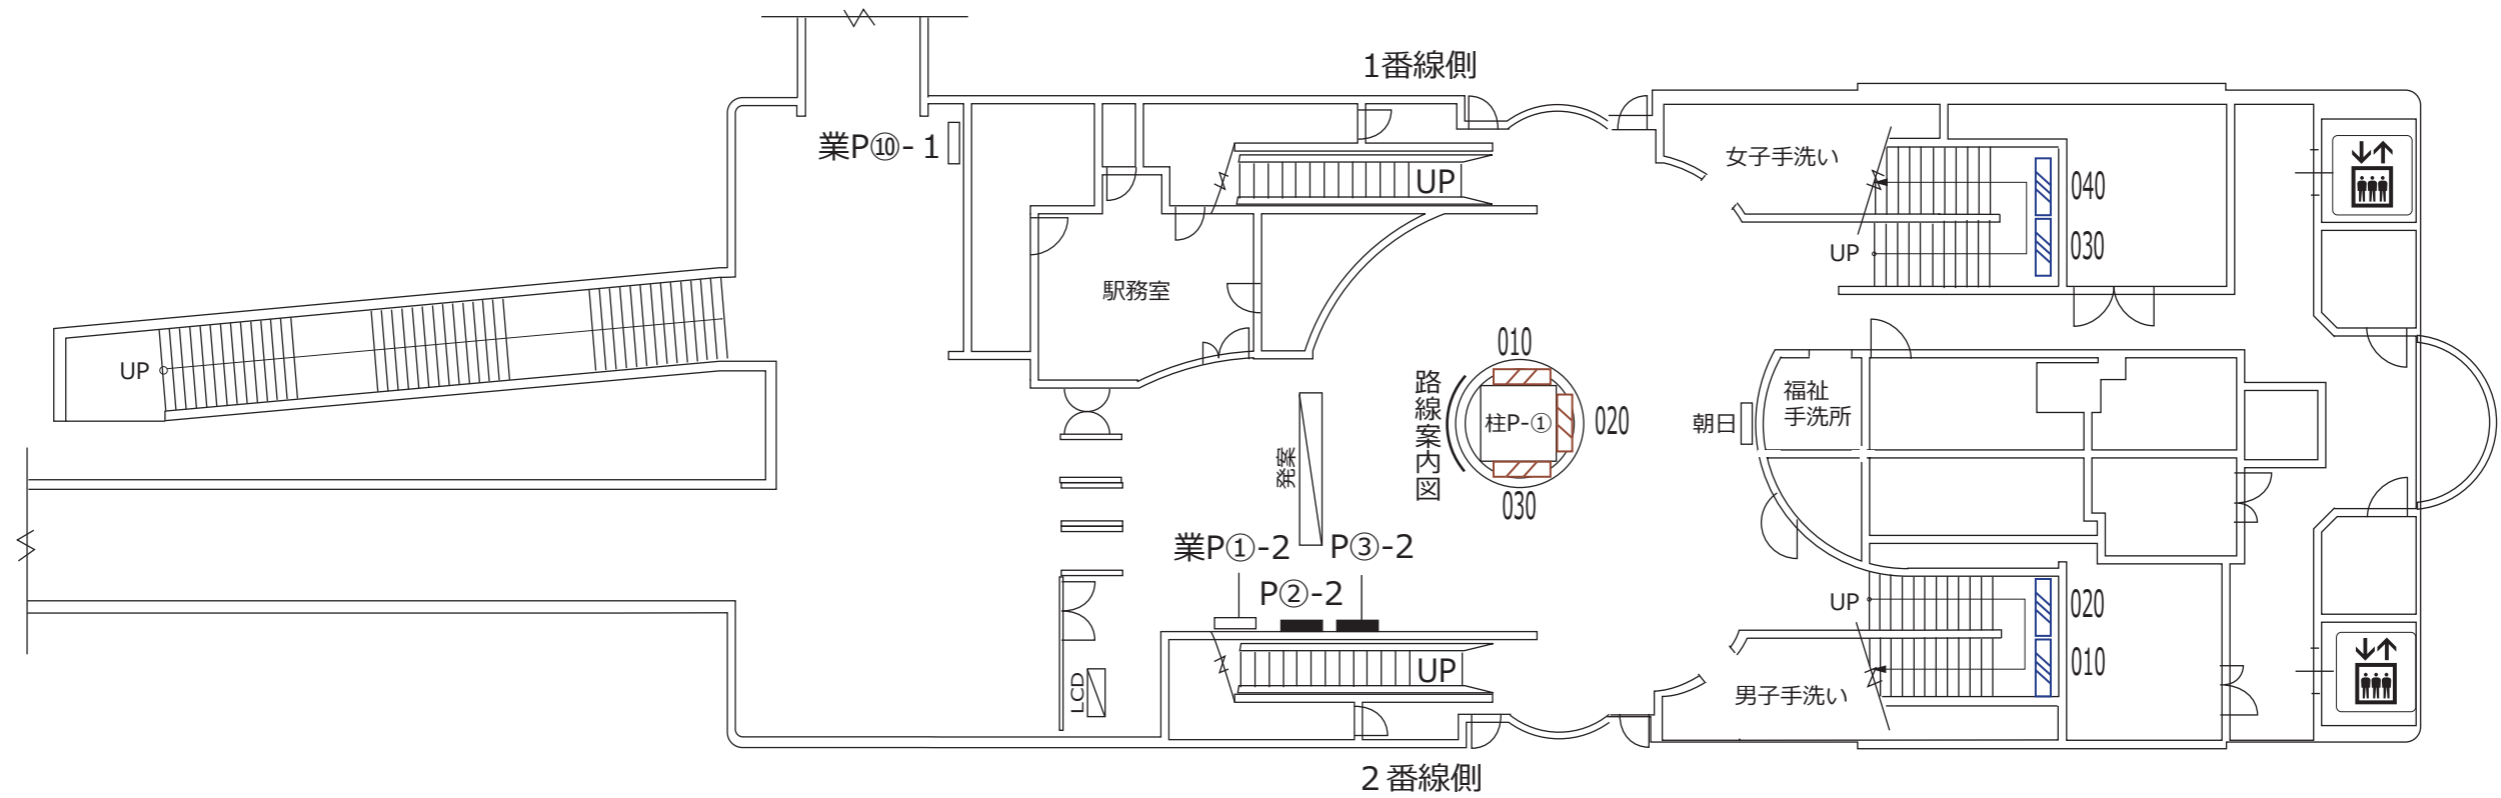 1番線側
業P⑩-1
女子手洗い
UP
040
030
UP
駅務室
UP
010
路線案内図
柱P-①
020
030
朝日
福祉
手洗所
発案
業P①-2
P③-2
P②-2
UP
020
010
UP
LCD
男子手洗い
2番線側